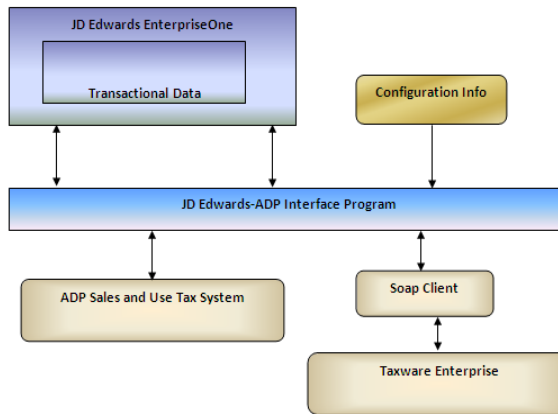 JD Edwards EnterpriseOne
Transactional Data
Configuration Info
JD Edwards-ADP Interface Program
ADP Sales and Use Tax System
Soap Client
Taxware Enterprise